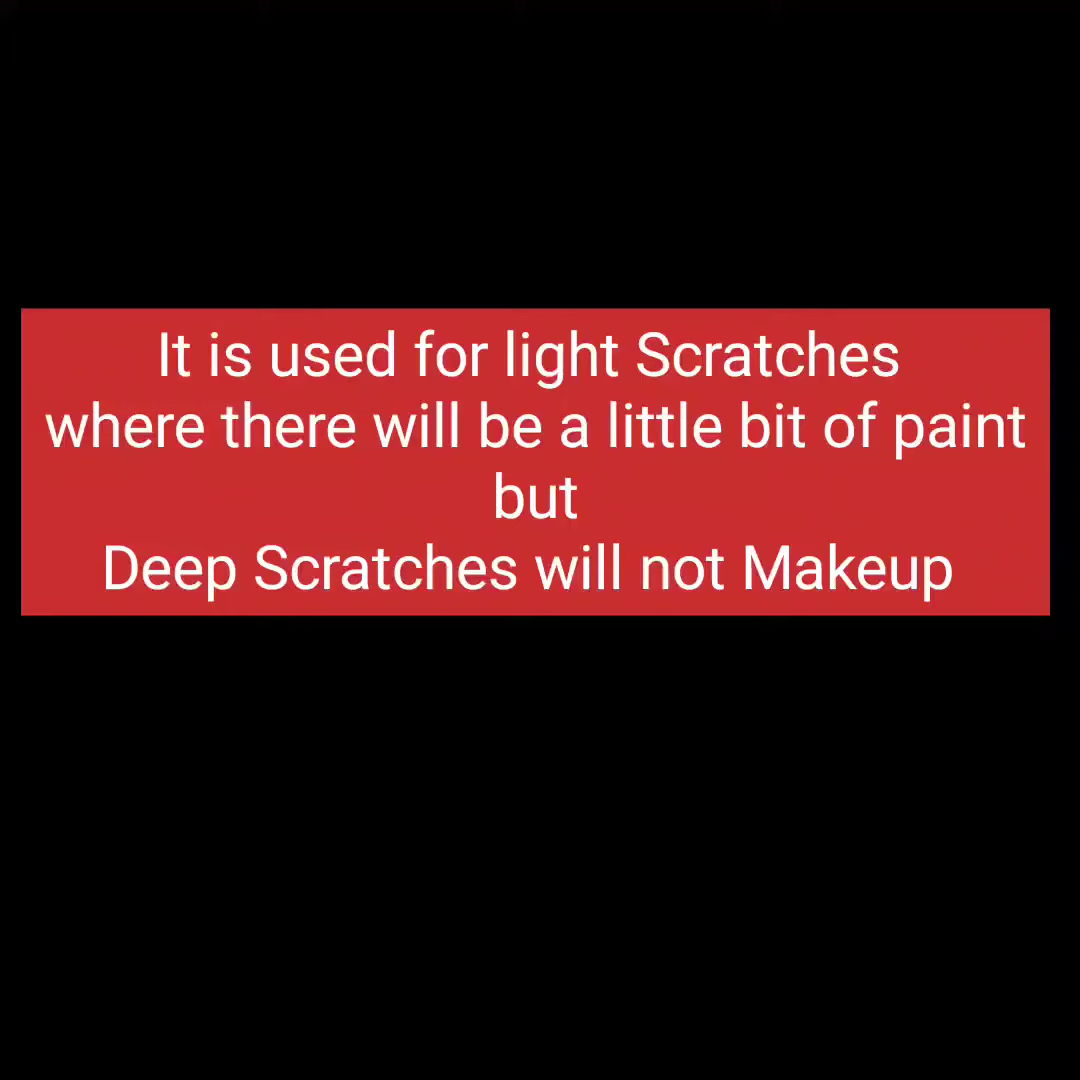 It is used for light Scratches
where there will be a little bit of paint
but
Deep Scratches will not Makeup